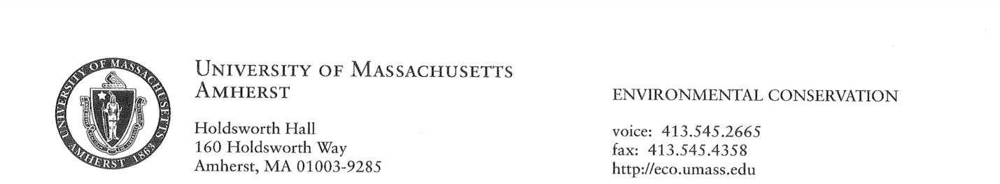 UNIVERSITY OF MASSACHUSETTS
AMHERST 1863
UNIVERSITY OF MASSACHUSETTS
AMHERST
Holdsworth Hall
160 Holdsworth Way
Amherst, MA 01003-9285
ENVIRONMENTAL CONSERVATION
voice: 413.545.2665
fax: 413.545.4358
http://eco.umass.edu